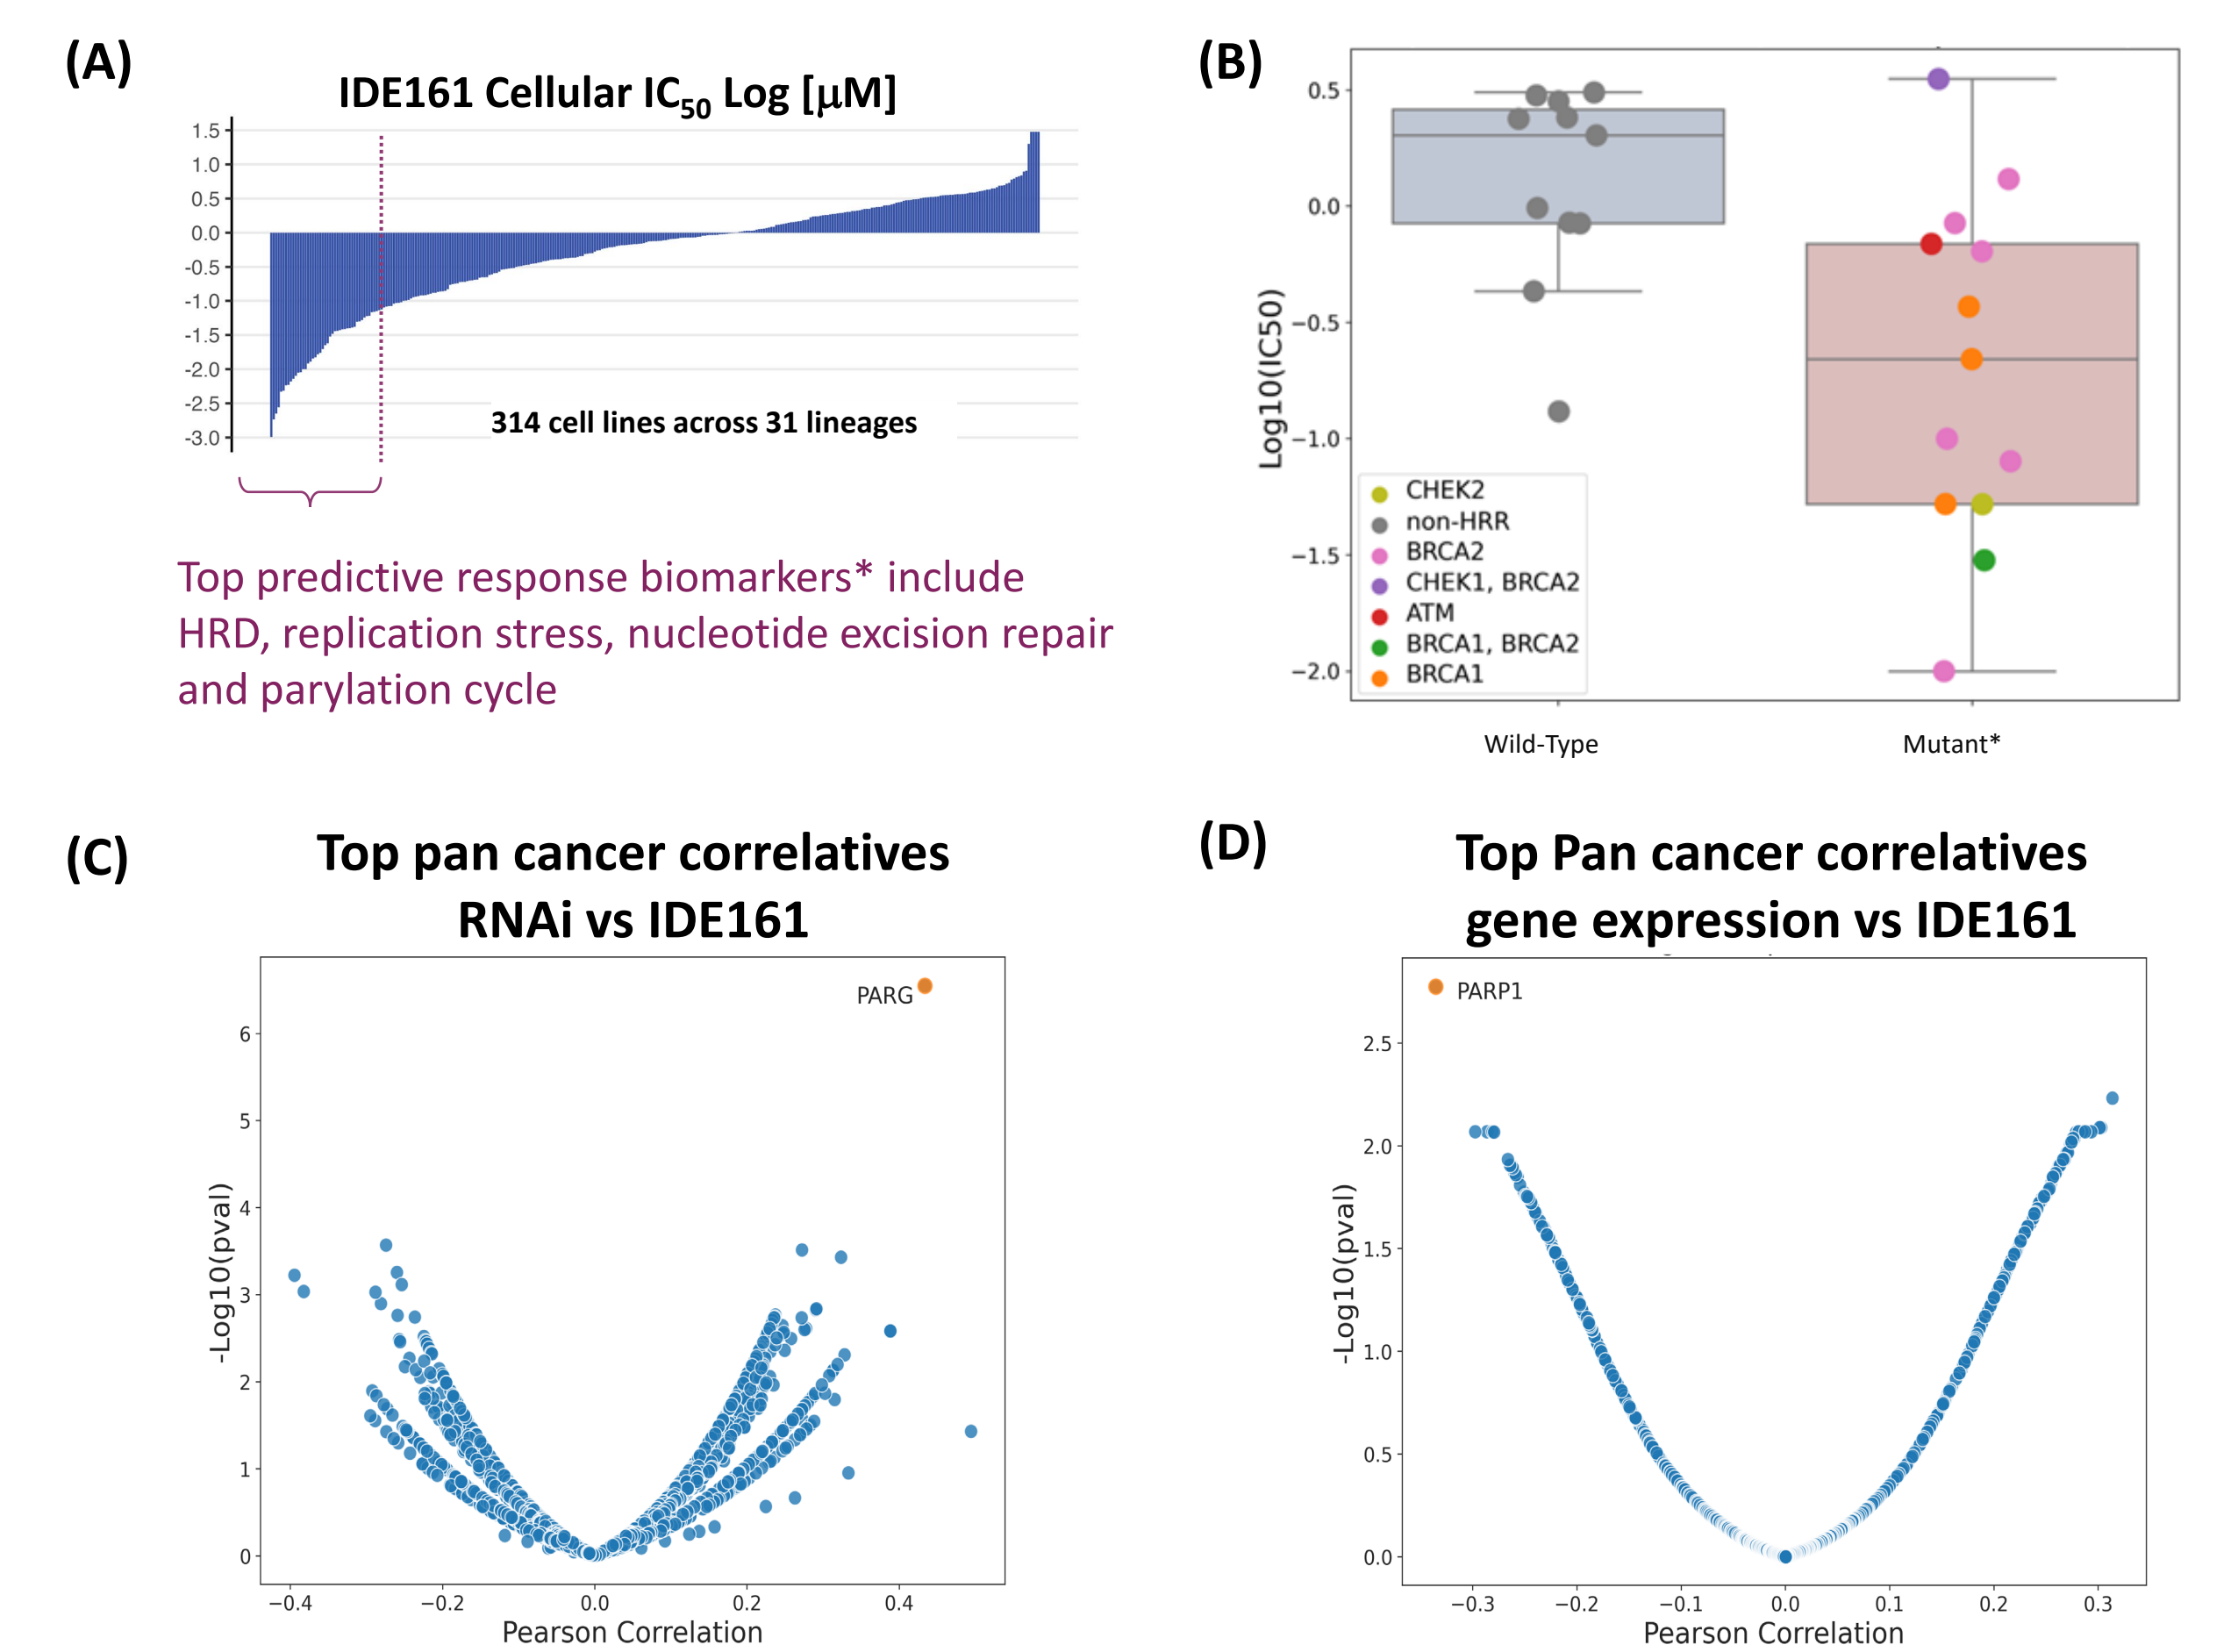 (A)
IDE161 Cellular IC50 Log [μM]
1.5
1.0
0.5
0.0
-0.5
-1.0
-1.5
-2.0
-2.5
-3.0
314 cell lines across 31 lineages
Top predictive response biomarkers* include
HRD, replication stress, nucleotide excision repair
and parylation cycle
(B)
Log10(IC50)
0.5
0.0
−0.5
−1.0
−1.5
−2.0
CHEK2
non-HRR
BRCA2
CHEK1, BRCA2
ATM
BRCA1, BRCA2
BRCA1
Wild-Type
Mutant*
(C)
Top pan cancer correlatives
RNAi vs IDE161
PARG
-Log10(pval)
6
5
4
3
2
1
0
−0.4 −0.2 0.0 0.2 0.4
Pearson Correlation
(D)
Top Pan cancer correlatives
gene expression vs IDE161
PARP1
-Log10(pval)
2.5
2.0
1.5
1.0
0.5
0.0
−0.3 −0.2 −0.1 0.0 0.1 0.2 0.3
Pearson Correlation